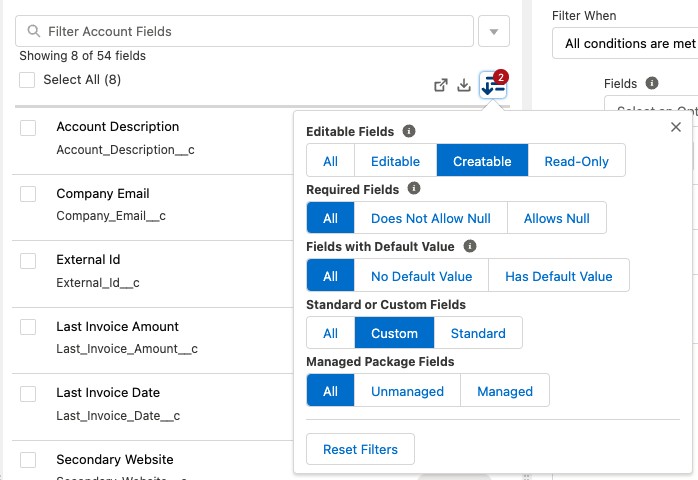 Filter Account Fields
Showing 8 of 54 fields
Select All (8)
2
Account Description
Account_Description__c
Company Email
Company_Email__c
External Id
External_Id__c
Last Invoice Amount
Last_Invoice_Amount__c
Last Invoice Date
Last_Invoice_Date__c
Secondary Website
Secondary_Website__c
Editable Fields
All Editable Creatable Read-Only
Required Fields
All Does Not Allow Null Allows Null
Fields with Default Value
All No Default Value Has Default Value
Standard or Custom Fields
All Custom Standard
Managed Package Fields
All Unmanaged Managed
Reset Filters
Filter When
All conditions are met
Fields
Select an Opt